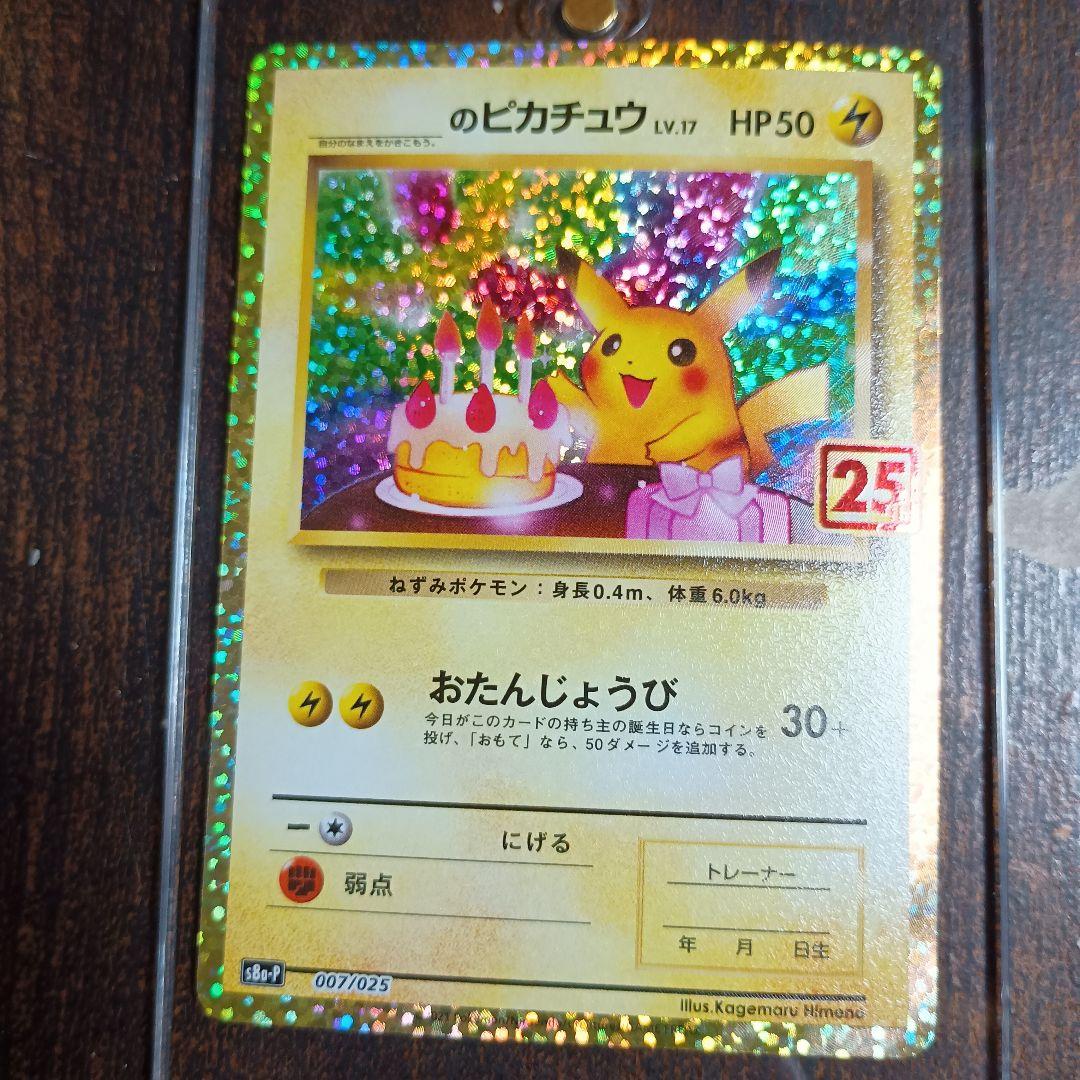 ＿＿＿のピカチュウ LV.17 HP50
自分のなまえをかきこもう。
25
ねずみポケモン：身長0.4m、体重6.0kg
おたんじょうび 30+
今日がこのカードの持ち主の誕生日ならコインを
投げ、「おもて」なら、50ダメージを追加する。
ー にげる
弱点
トレーナー
年 月 日生
s8a-P 007/025
Illus.Kagemaru Himeno